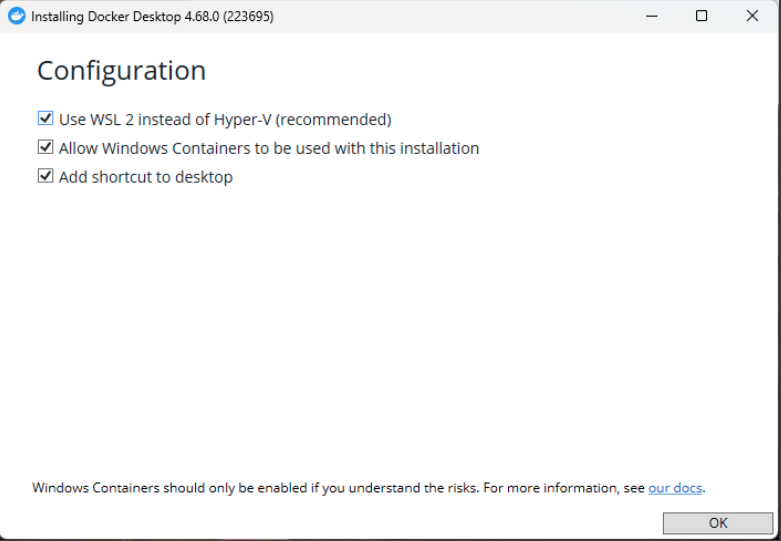 Installing Docker Desktop 4.68.0 (223695)
Configuration
Use WSL 2 instead of Hyper-V (recommended)
Allow Windows Containers to be used with this installation
Add shortcut to desktop
Windows Containers should only be enabled if you understand the risks. For more information, see our docs.
OK